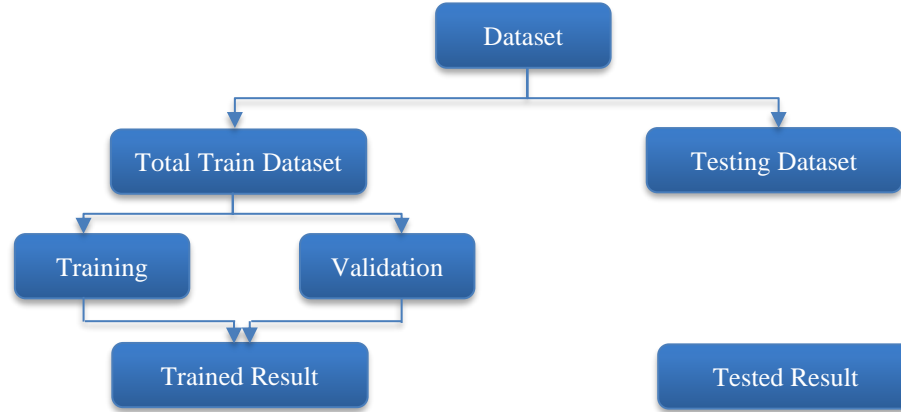 Dataset
Total Train Dataset
Testing Dataset
Training
Validation
Trained Result
Tested Result